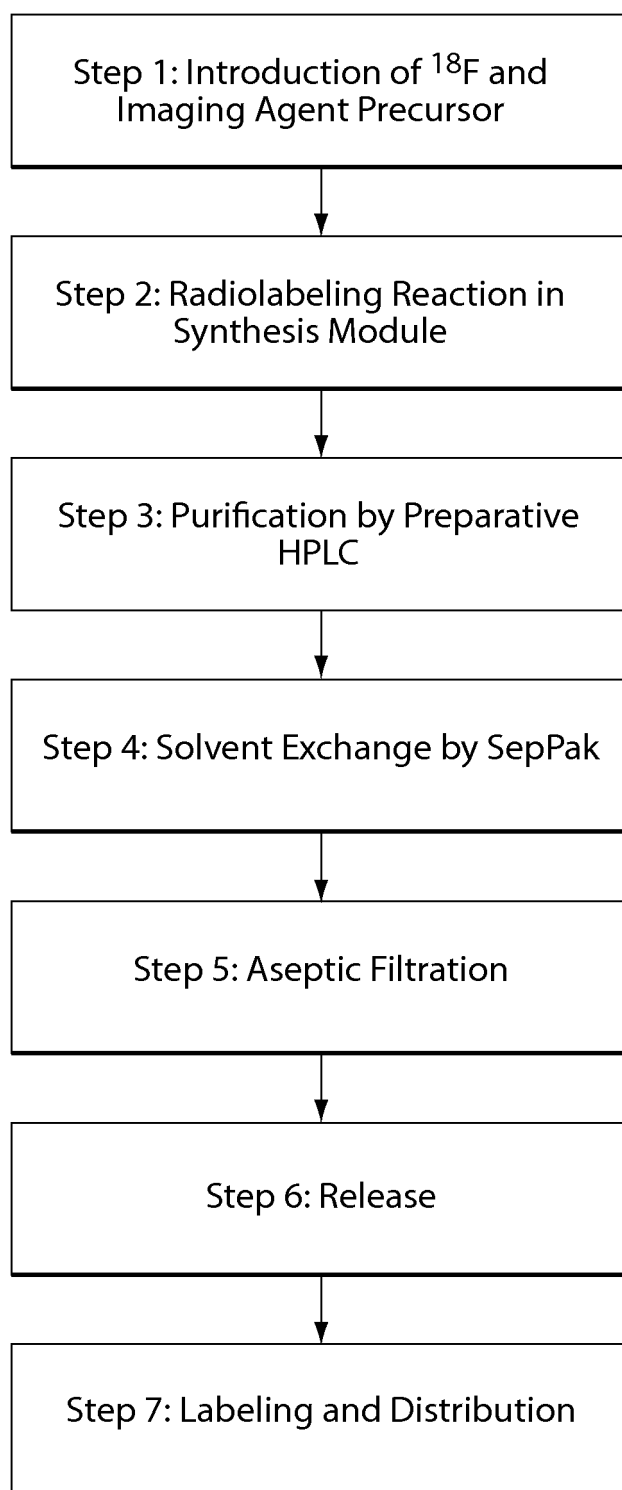 Step 1: Introduction of ¹⁸F and
Imaging Agent Precursor
Step 2: Radiolabeling Reaction in
Synthesis Module
Step 3: Purification by Preparative
HPLC
Step 4: Solvent Exchange by SepPak
Step 5: Aseptic Filtration
Step 6: Release
Step 7: Labeling and Distribution